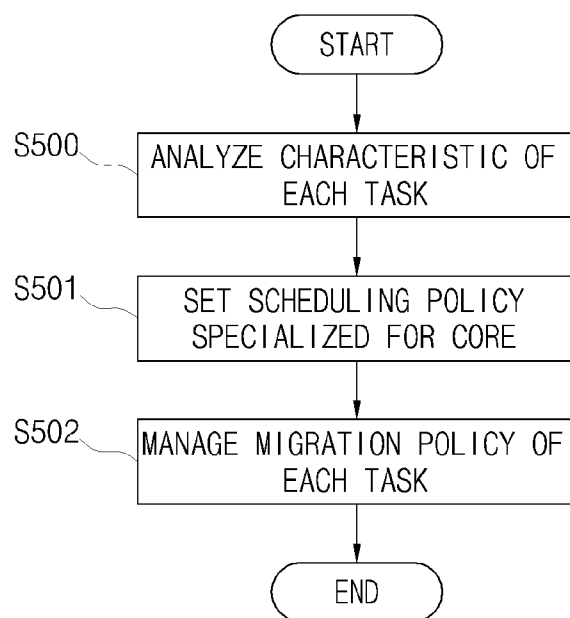 START
S500
ANALYZE CHARACTERISTIC OF
EACH TASK
S501
SET SCHEDULING POLICY
SPECIALIZED FOR CORE
S502
MANAGE MIGRATION POLICY OF
EACH TASK
END